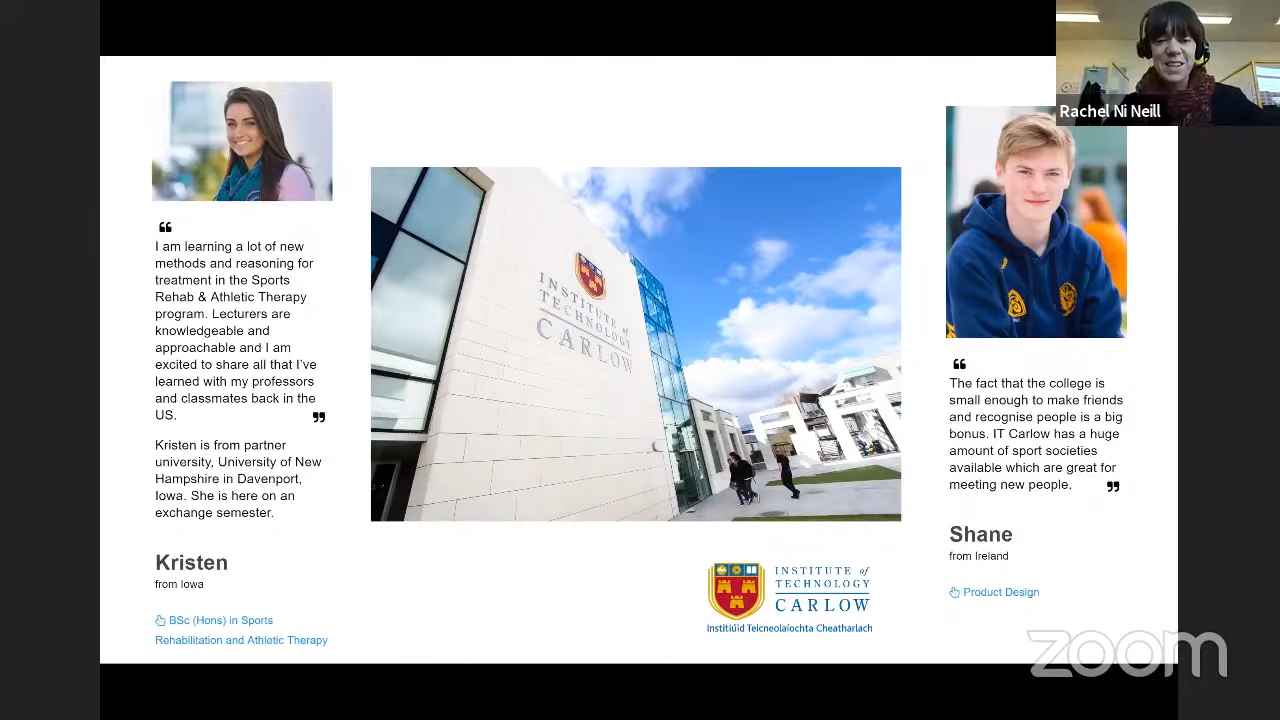 Rachel Ni Neill
I am learning a lot of new
methods and reasoning for
treatment in the Sports
Rehab & Athletic Therapy
program. Lecturers are
knowledgeable and
approachable and I am
excited to share all that I’ve
learned with my professors
and classmates back in the
US.
Kristen is from partner
university, University of New
Hampshire in Davenport,
Iowa. She is here on an
exchange semester.
Kristen
from Iowa
BSc (Hons) in Sports
Rehabilitation and Athletic Therapy
INSTITUTE of
TECHNOLOGY
CARLOW
INSTITUTE of
TECHNOLOGY
CARLOW
Institiúid Teicneolaíochta Cheatharlach
The fact that the college is
small enough to make friends
and recognise people is a big
bonus. IT Carlow has a huge
amount of sport societies
available which are great for
meeting new people.
Shane
from Ireland
Product Design
zoom